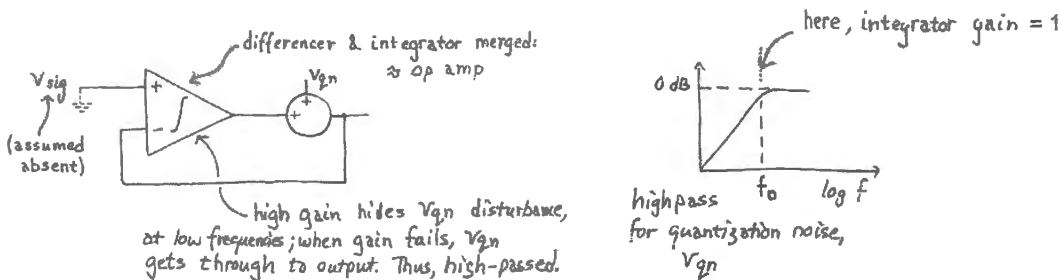 differencer & integrator merged:
≈ op amp
Vsig
(assumed
absent)
+
∫
−
Vqn
+
+
high gain hides Vqn disturbance,
at low frequencies; when gain fails, Vqn
gets through to output. Thus, high-passed.
here, integrator gain = 1
0 dB
f0
log f
highpass
for quantization noise,
Vqn